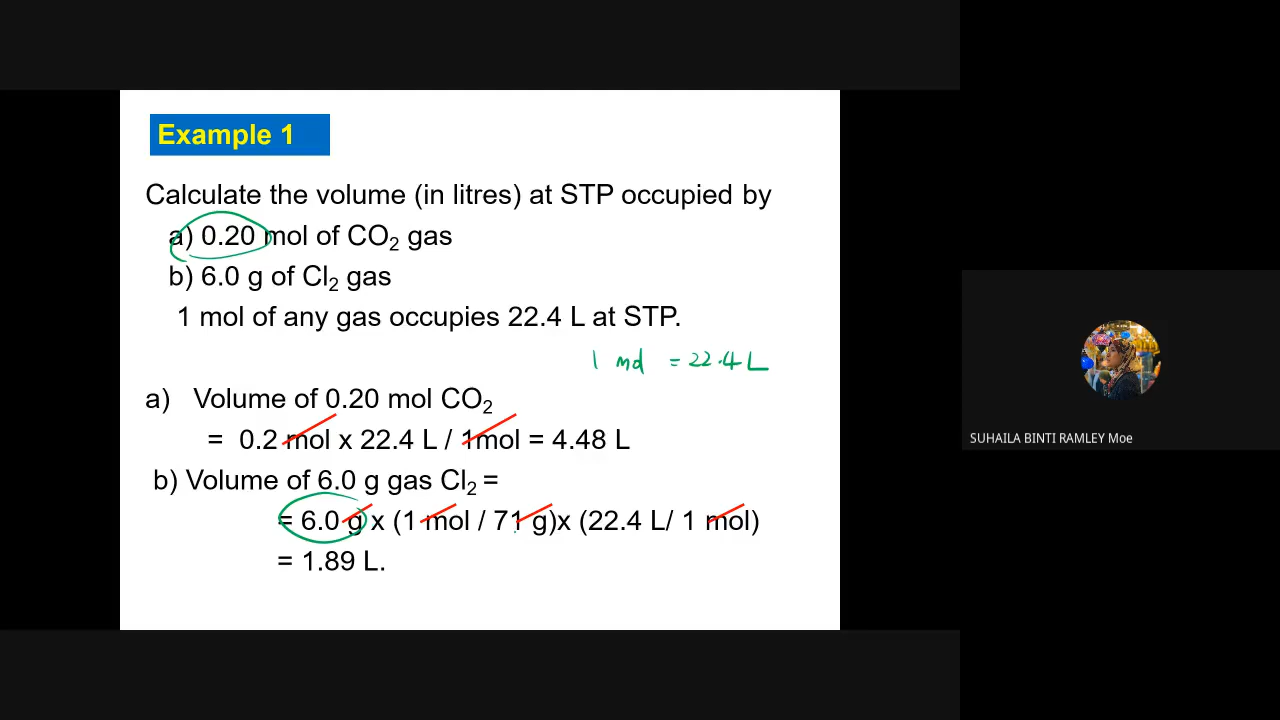 Example 1
Calculate the volume (in litres) at STP occupied by
a) 0.20 mol of CO₂ gas
b) 6.0 g of Cl₂ gas
1 mol of any gas occupies 22.4 L at STP.
1 mol = 22.4 L
a) Volume of 0.20 mol CO₂
= 0.2 mol x 22.4 L / 1mol = 4.48 L
b) Volume of 6.0 g gas Cl₂ =
= 6.0 g x (1 mol / 71 g)x (22.4 L/ 1 mol)
= 1.89 L.
SUHAILA BINTI RAMLEY Moe